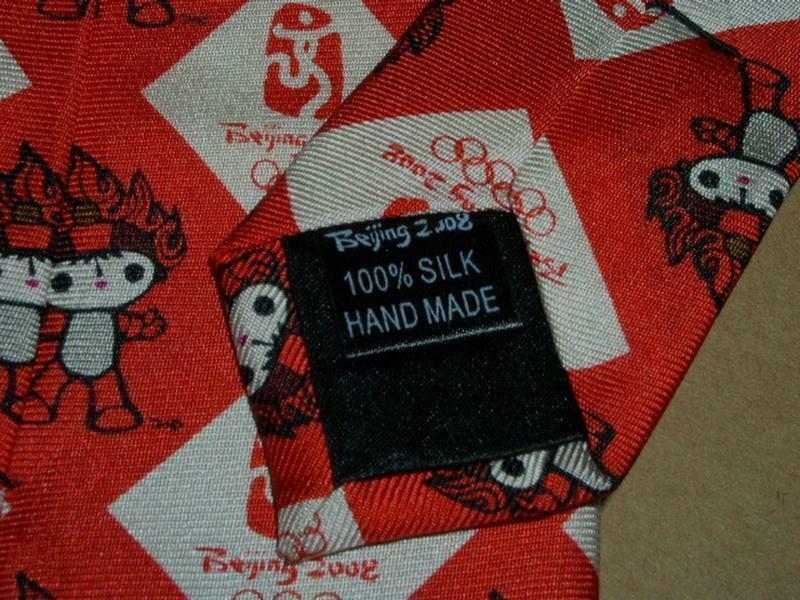 Beijing
Beijing 2008
100% SILK
HAND MADE
Beijing 2008